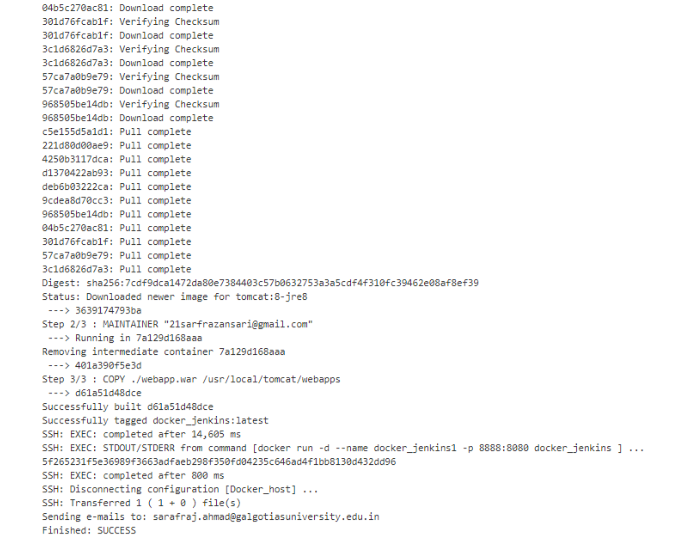 04b5c270ac81: Download complete
301d76fcab1f: Verifying Checksum
301d76fcab1f: Download complete
3c1d6826d7a3: Verifying Checksum
3c1d6826d7a3: Download complete
57ca7a0b9e79: Verifying Checksum
57ca7a0b9e79: Download complete
968505be14db: Verifying Checksum
968505be14db: Download complete
c5e155d5a1d1: Pull complete
221d80d00ae9: Pull complete
4250b3117dca: Pull complete
d1370422ab93: Pull complete
deb6b03222ca: Pull complete
9cdea8d70cc3: Pull complete
968505be14db: Pull complete
04b5c270ac81: Pull complete
301d76fcab1f: Pull complete
57ca7a0b9e79: Pull complete
3c1d6826d7a3: Pull complete
Digest: sha256:7cdf9dca1472da80e7384403c57b0632753a3a5cdf4f310fc39462e08af8ef39
Status: Downloaded newer image for tomcat:8-jre8
---> 3639174793ba
Step 2/3 : MAINTAINER "21sarfrazansari@gmail.com"
---> Running in 7a129d168aaa
Removing intermediate container 7a129d168aaa
---> 401a390f5e3d
Step 3/3 : COPY ./webapp.war /usr/local/tomcat/webapps
---> d61a51d48dce
Successfully built d61a51d48dce
Successfully tagged docker_jenkins:latest
SSH: EXEC: completed after 14,605 ms
SSH: EXEC: STDOUT/STDERR from command [docker run -d --name docker_jenkins1 -p 8888:8080 docker_jenkins ] ...
5f265231f5e36989f3663adfaeb298f350fd04235c646ad4f1bb8130d432dd96
SSH: EXEC: completed after 800 ms
SSH: Disconnecting configuration [Docker_host] ...
SSH: Transferred 1 ( 1 + 0 ) file(s)
Sending e-mails to: sarafraj.ahmad@galgotiasuniversity.edu.in
Finished: SUCCESS